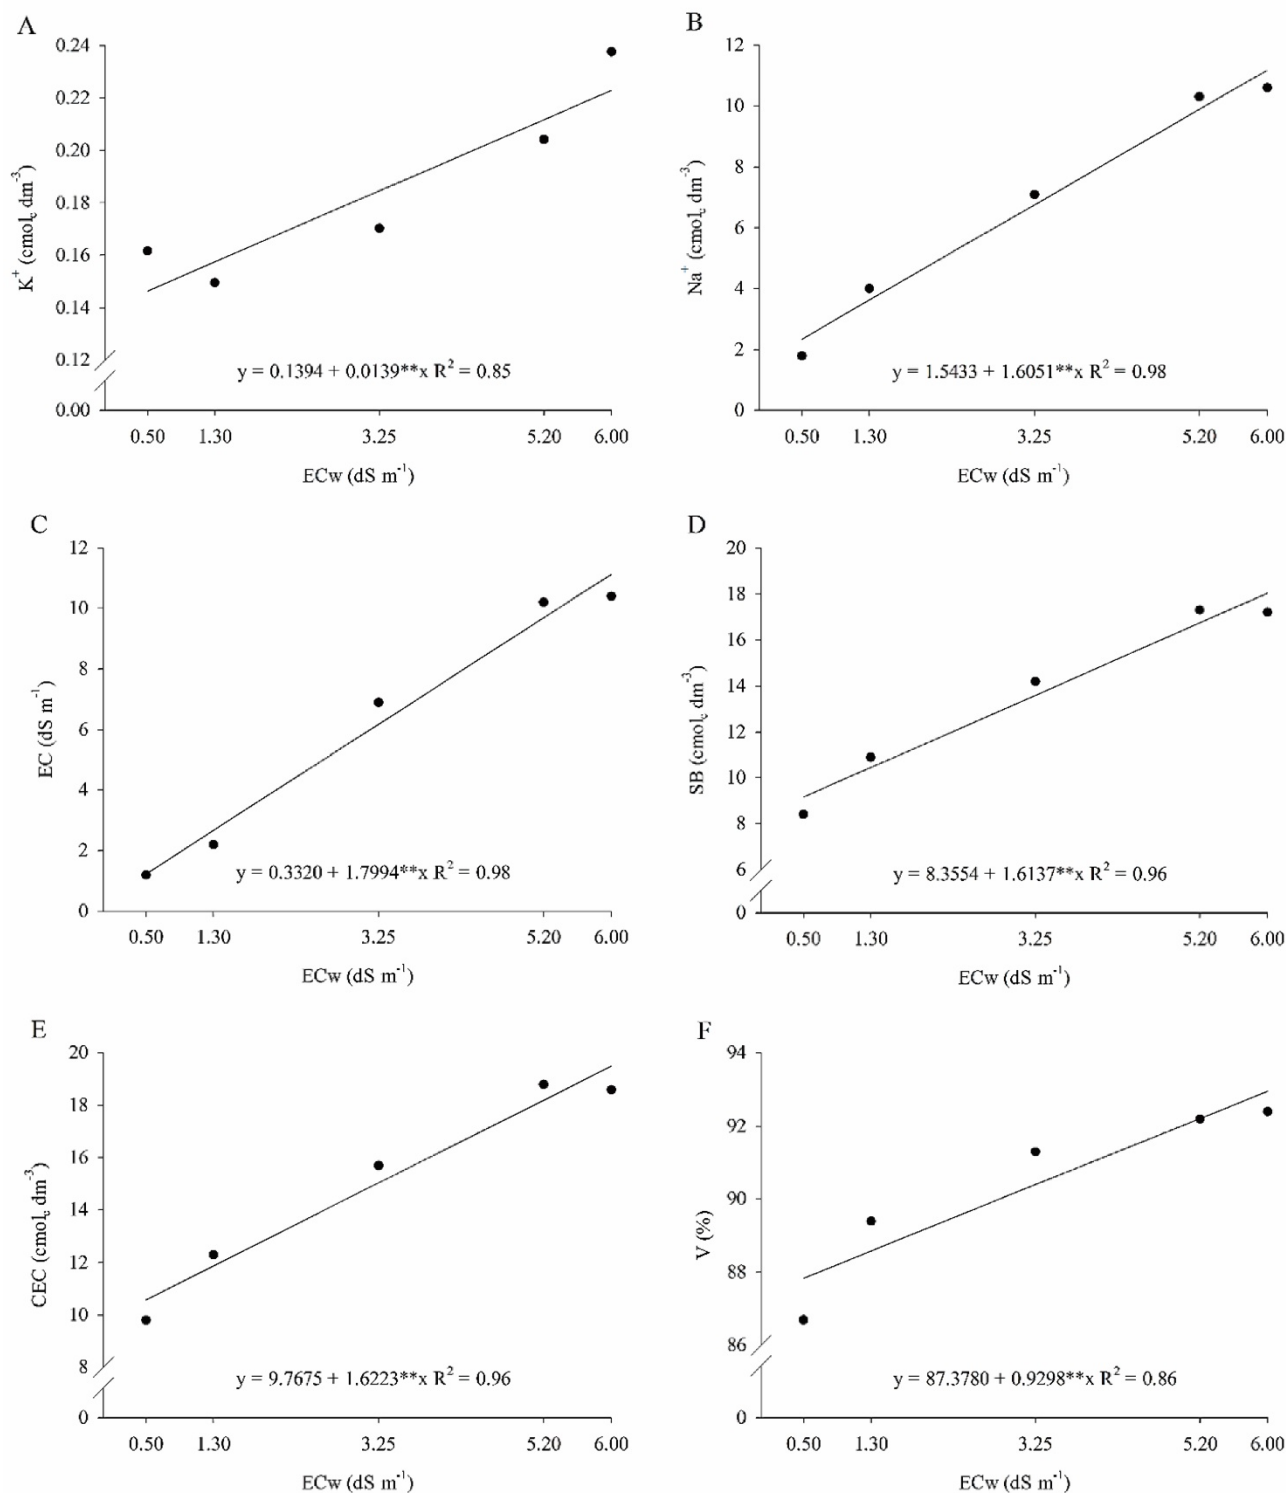 A
0.24
0.22
0.20
0.18
0.16
0.14
0.12
0.00
K+ (cmolc dm-3)
y = 0.1394 + 0.0139**x R2 = 0.85
0.50 1.30 3.25 5.20 6.00
ECw (dS m-1)
B
12
10
8
6
4
2
0
Na+ (cmolc dm-3)
y = 1.5433 + 1.6051**x R2 = 0.98
0.50 1.30 3.25 5.20 6.00
ECw (dS m-1)
C
12
10
8
6
4
2
0
EC (dS m-1)
y = 0.3320 + 1.7994**x R2 = 0.98
0.50 1.30 3.25 5.20 6.00
ECw (dS m-1)
D
20
18
16
14
12
10
8
6
0
SB (cmolc dm-3)
y = 8.3554 + 1.6137**x R2 = 0.96
0.50 1.30 3.25 5.20 6.00
ECw (dS m-1)
E
20
18
16
14
12
10
8
0
CEC (cmolc dm-3)
y = 9.7675 + 1.6223**x R2 = 0.96
0.50 1.30 3.25 5.20 6.00
ECw (dS m-1)
F
94
92
90
88
86
0
V (%)
y = 87.3780 + 0.9298**x R2 = 0.86
0.50 1.30 3.25 5.20 6.00
ECw (dS m-1)